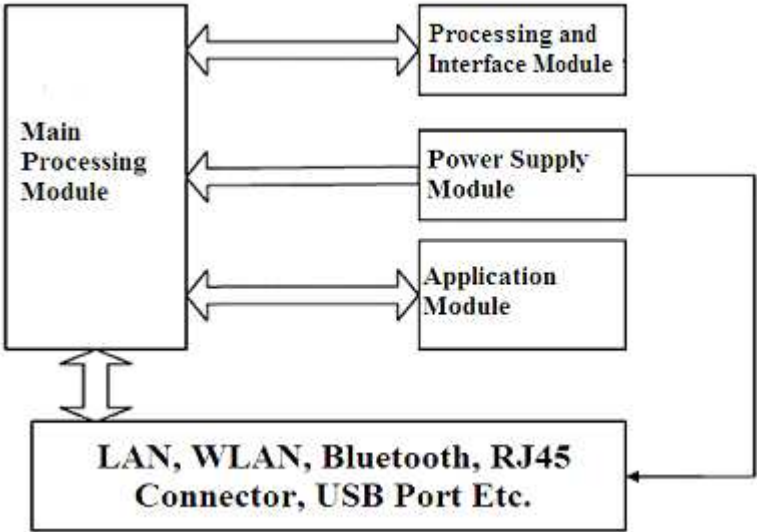 Processing and
Interface Module
Main
Processing
Module
Power Supply
Module
Application
Module
LAN, WLAN, Bluetooth, RJ45
Connector, USB Port Etc.